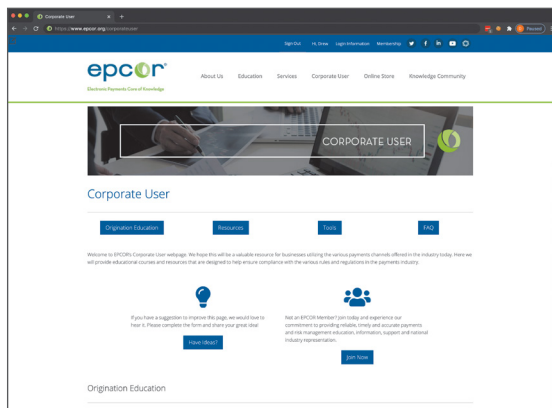 Corporate User
https://www.epcor.org/corporateuser
Paused
Sign Out Hi, Drew Login Information Membership
epcor
Electronic Payments Core of Knowledge
About Us Education Services Corporate User Online Store Knowledge Community
CORPORATE USER
Corporate User
Origination Education Resources Tools FAQ
Welcome to EPCOR's Corporate User webpage. We hope this will be a valuable resource for businesses utilizing the various payments channels offered in the industry today. Here we
will provide educational courses and resources that are designed to help ensure compliance with the various rules and regulations in the payments industry.
If you have a suggestion to improve this page, we would love to
hear it. Please complete the form and share your great idea!
Have Ideas?
Not an EPCOR Member? Join today and experience our
commitment to providing reliable, timely and accurate payments
and risk management education, information, support and national
industry representation.
Join Now
Origination Education